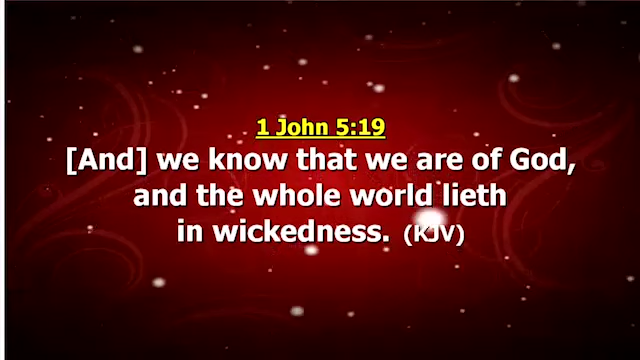 1 John 5:19
[And] we know that we are of God,
and the whole world lieth
in wickedness. (KJV)